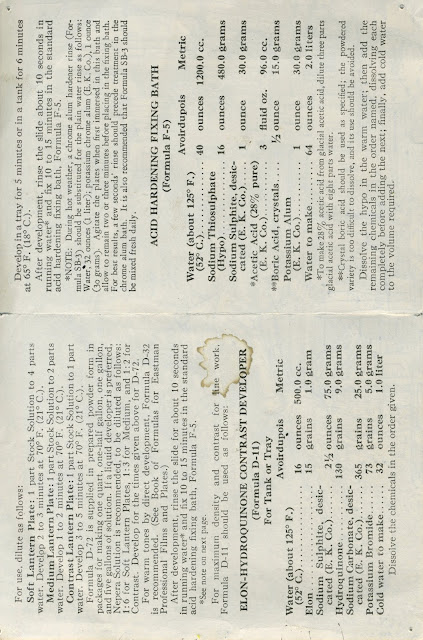 For use, dilute as follows:
Soft Lantern Plate: 1 part Stock Solution to 4 parts
water. Develop 2 to 3 minutes at 70° F. (21° C.).
Medium Lantern Plate: 1 part Stock Solution to 2 parts
water. Develop 1 to 2 minutes at 70° F. (21° C.).
Contrast Lantern Plate: 1 part Stock Solution to 1 part
water. Develop 3 to 5 minutes at 70° F. (21° C.).
Formula D-72 is supplied in prepared powder form in
packages for making one quart, one-half gallon, one gallon,
and five gallons of solution. If a liquid developer is preferred,
Nepera Solution is recommended, to be diluted as follows:
1:6 for Soft Lantern Plates, 1:3 for Medium, and 1:2 for
Contrast. Develop for the times given above for D-72.
For warm tones by direct development, Formula D-32
is recommended. (See book of Formulas for Eastman
Professional Films and Plates.)
After development, rinse the slide for about 10 seconds
in running water, and fix 10 to 15 minutes in the standard
acid hardening fixing bath, Formula F-5.
*See note on next page.
For maximum density and contrast for line work,
Formula D-11 should be used as follows:
ELON-HYDROQUINONE CONTRAST DEVELOPER
(Formula D-11)
For Tank or Tray
Avoirdupois Metric
Water (about 125° F.)
(52° C.) 16 ounces 500.0 cc.
Elon 15 grains 1.0 gram
Sodium Sulphite, desic-
cated (E. K. Co.) 2½ ounces 75.0 grams
Hydroquinone 130 grains 9.0 grams
Sodium Carbonate, desic-
cated (E. K. Co.) 365 grains 25.0 grams
Potassium Bromide 73 grains 5.0 grams
Cold water to make 32 ounces 1.0 liter
Dissolve the chemicals in the order given.
Develop in a tray for 5 minutes or in a tank for 6 minutes
at 65° F. (18° C.).
After development, rinse the slide about 10 seconds in
running water* and fix 10 to 15 minutes in the standard
acid hardening fixing bath, Formula F-5.
*NOTE: During hot weather, a chrome alum hardener rinse (For-
mula SB-3) should be substituted for the plain water rinse as follows:
Water, 32 ounces (1 liter); potassium chrome alum (E. K. Co.), 1 ounce
(30 grams). (Agitate the plates when first immersed in this bath and
allow to remain two or three minutes before placing in the fixing bath.
For best results, a few seconds' rinse should precede treatment in the
chrome alum bath. It is also recommended that Formula SB-3 should
be mixed fresh daily.
ACID HARDENING FIXING BATH
(Formula F-5)
Avoirdupois Metric
Water (about 125° F.)
(52° C.) 40 ounces 1200.0 cc.
Sodium Thiosulphate
(Hypo) 16 ounces 480.0 grams
Sodium Sulphite, desic-
cated (E. K. Co.) 1 ounce 30.0 grams
*Acetic Acid (28% pure)
(E. K. Co.) 3 fluid oz. 96.0 cc.
**Boric Acid, crystals ½ ounce 15.0 grams
Potassium Alum
(E. K. Co.) 1 ounce 30.0 grams
Water to make 64 ounces 2.0 liters
*To make 28% acetic acid from glacial acetic acid, dilute three parts
glacial acetic acid with eight parts water.
**Crystal boric acid should be used as specified; the powdered
variety is too difficult to dissolve, and its use should be avoided.
Dissolve the hypo in the warm water, then add the
remaining chemicals in the order named, dissolving each
completely before adding the next; finally, add cold water
to the volume required.